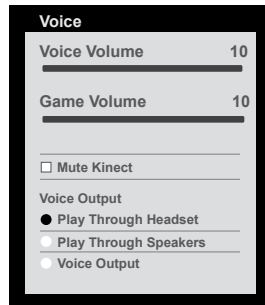 Voice
Voice Volume 10
Game Volume 10
Mute Kinect
Voice Output
Play Through Headset
Play Through Speakers
Voice Output